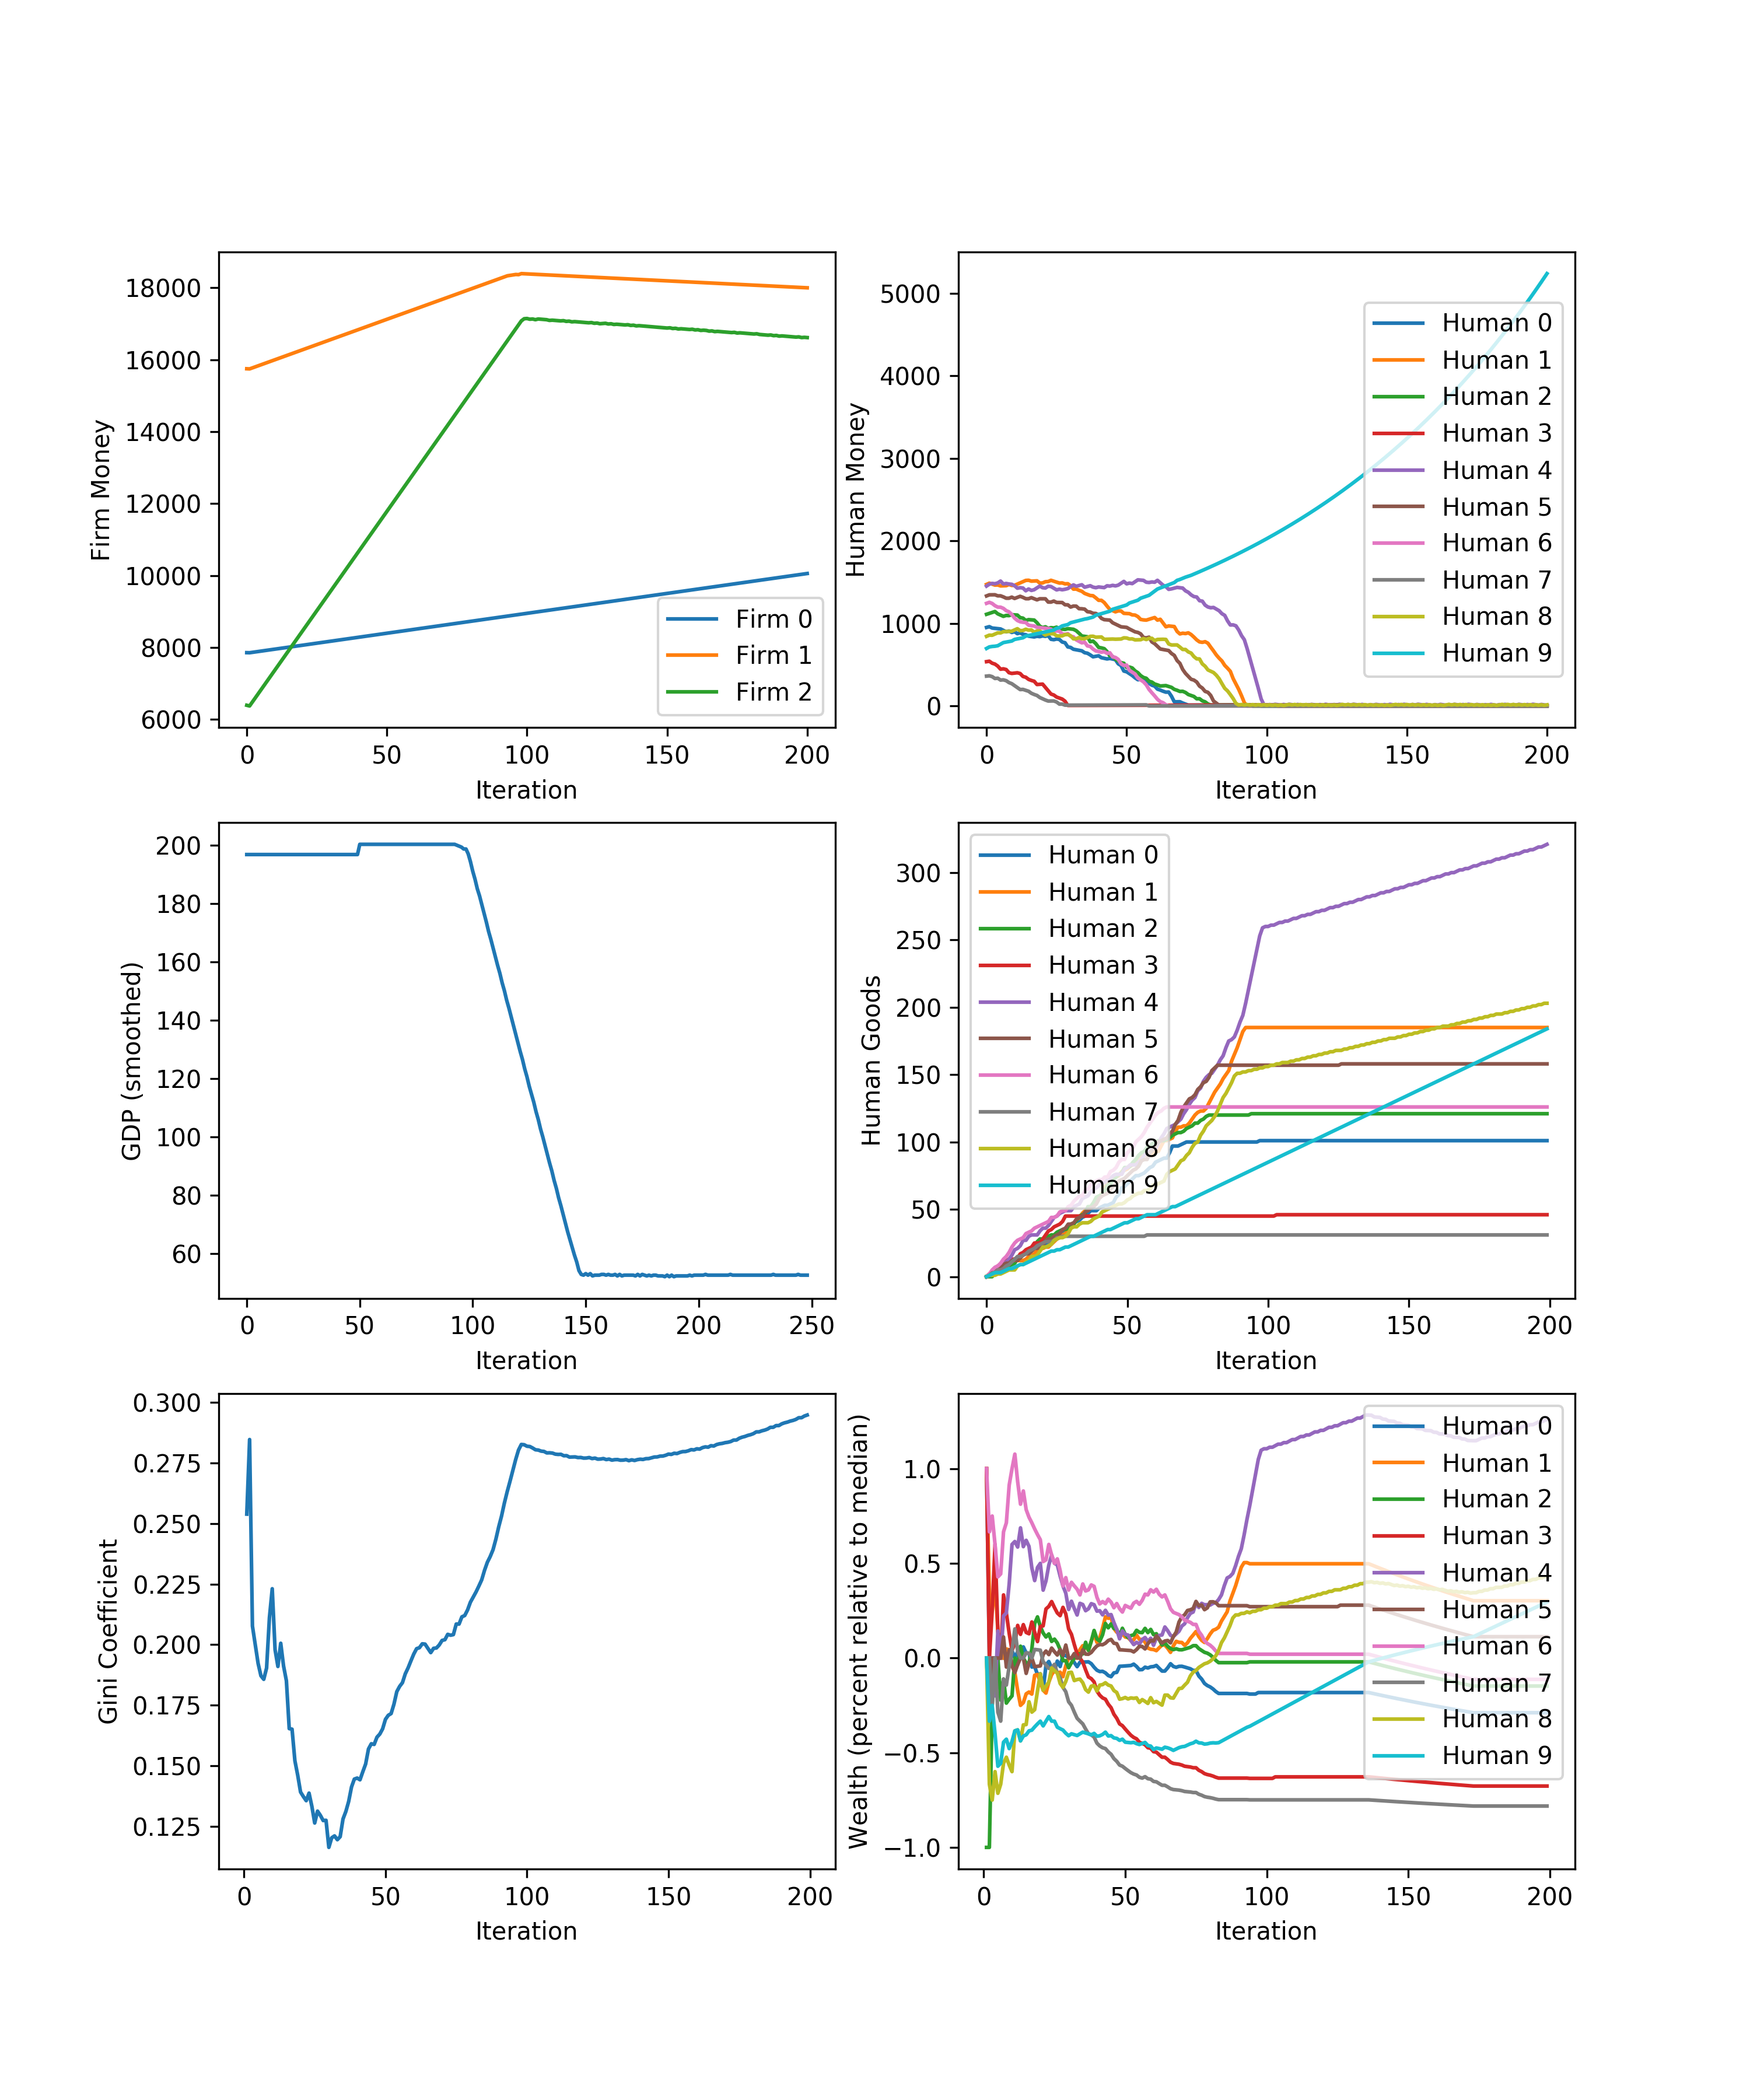 18000
16000
14000
12000
10000
8000
6000
Firm Money
0
50
100
150
200
Iteration
Firm 0
Firm 1
Firm 2
5000
4000
3000
2000
1000
0
Human Money
0
50
100
150
200
Iteration
Human 0
Human 1
Human 2
Human 3
Human 4
Human 5
Human 6
Human 7
Human 8
Human 9
200
180
160
140
120
100
80
60
GDP (smoothed)
0
50
100
150
200
250
Iteration
300
250
200
150
100
50
0
Human Goods
0
50
100
150
200
Iteration
Human 0
Human 1
Human 2
Human 3
Human 4
Human 5
Human 6
Human 7
Human 8
Human 9
0.300
0.275
0.250
0.225
0.200
0.175
0.150
0.125
Gini Coefficient
0
50
100
150
200
Iteration
1.0
0.5
0.0
−0.5
−1.0
Wealth (percent relative to median)
0
50
100
150
200
Iteration
Human 0
Human 1
Human 2
Human 3
Human 4
Human 5
Human 6
Human 7
Human 8
Human 9